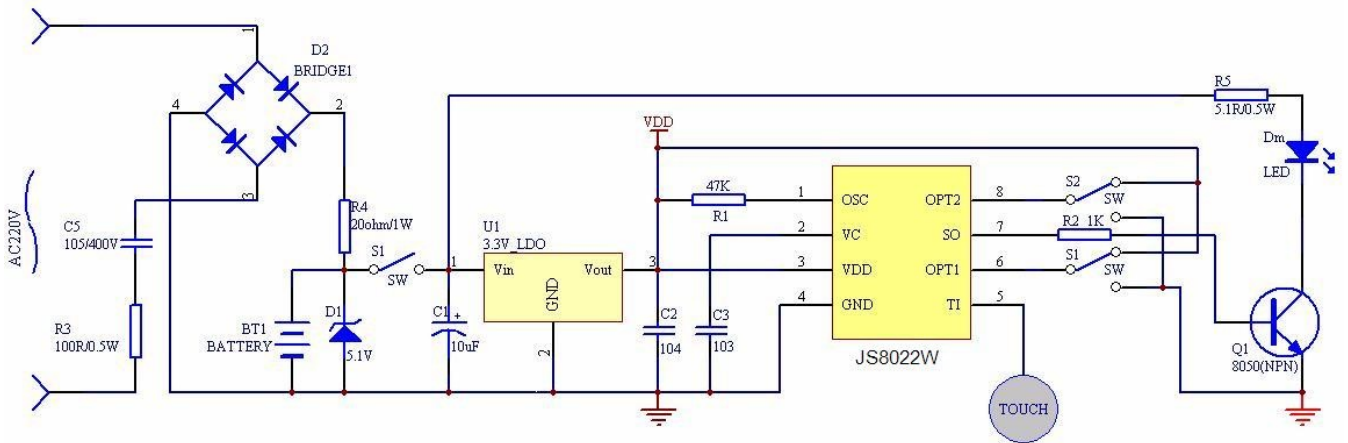 1
D2
BRIDGE1
4
2
3
AC220V
C5
105/400V
R3
100R/0.5W
R4
20ohm/1W
S1
SW
BT1
BATTERY
D1
5.1V
C1
+
10uF
U1
3.3V_LDO
1
Vin
Vout
3
GND
2
VDD
47K
R1
C2
104
C3
103
1
OSC
OPT2
8
2
VC
SO
7
3
VDD
OPT1
6
4
GND
TI
5
JS8022W
TOUCH
S2
SW
R2 1K
S1
SW
R5
5.1R/0.5W
Dm
LED
Q1
8050(NPN)